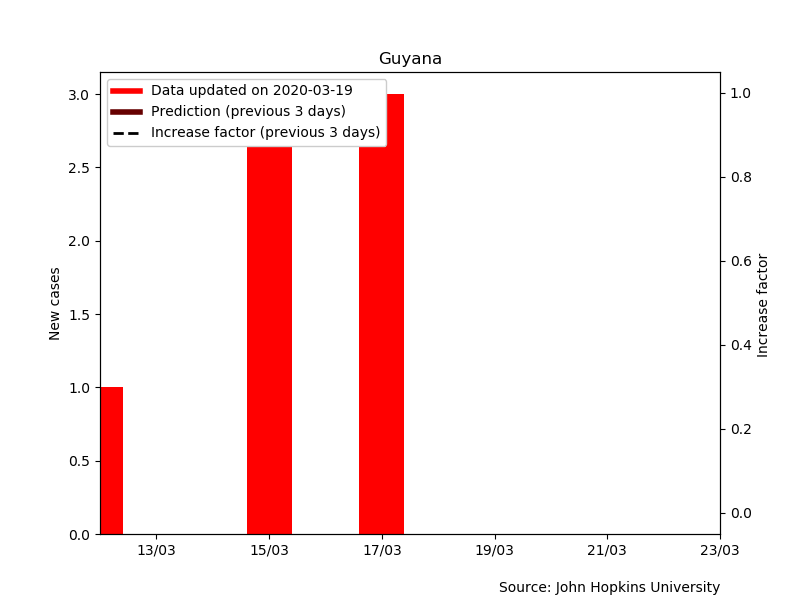 Guyana
Data updated on 2020-03-19
Prediction (previous 3 days)
Increase factor (previous 3 days)
New cases
3.0
2.5
2.0
1.5
1.0
0.5
0.0
1.0
0.8
0.6
0.4
0.2
0.0
Increase factor
13/03 15/03 17/03 19/03 21/03 23/03
Source: John Hopkins University